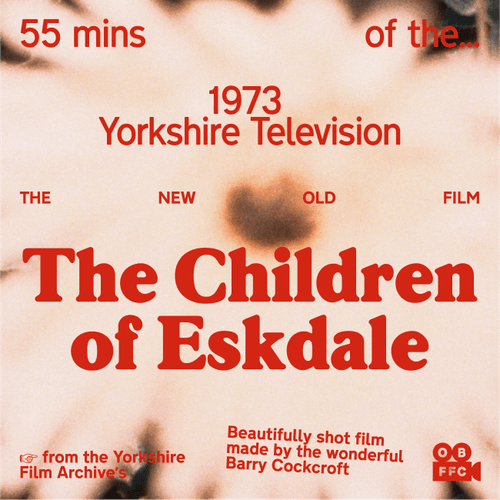 55 mins of the...
1973
Yorkshire Television
THE NEW OLD FILM
The Children
of Eskdale
☞ from the Yorkshire
Film Archive's
Beautifully shot film
made by the wonderful
Barry Cockcroft
OB
FFC